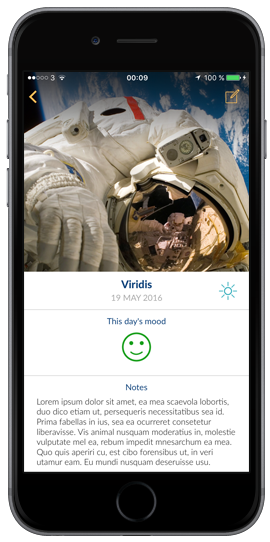 3 00:09 100 %
Viridis
19 MAY 2016
This day's mood
Notes
Lorem ipsum dolor sit amet, ea mea scaevola lobortis,
duo dico etiam ut, persequeris necessitatibus sea id.
Prima fabellas in ius, sea ea ocurreret consetetur
liberavisse. Vis animal nusquam moderatius in, molestie
vulputate mel ea, rebum impedit mnesarchum ea mea.
Quo quis aperiri cu, est cibo forensibus ut, in veri
utamur eam. Eu mundi nusquam deseruisse usu,